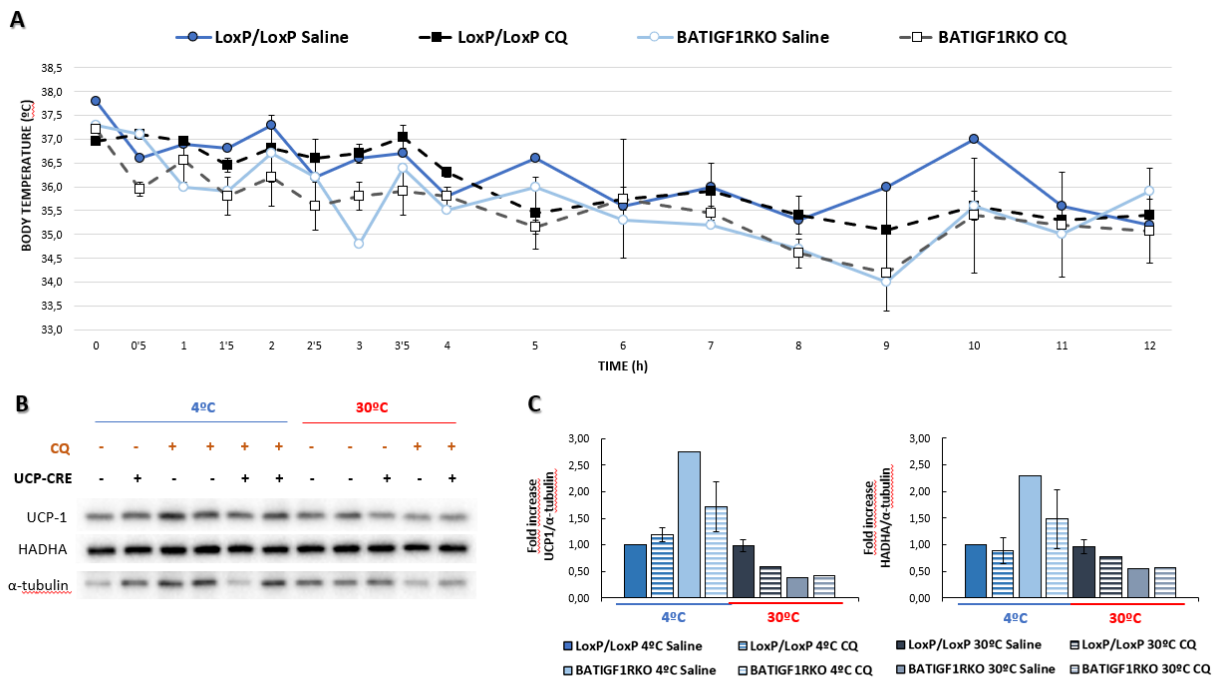 A
LoxP/LoxP Saline LoxP/LoxP CQ BATIGF1RKO Saline BATIGF1RKO CQ
BODY TEMPERATURE (ºC)
38,5
38,0
37,5
37,0
36,5
36,0
35,5
35,0
34,5
34,0
33,5
33,0
0 0'5 1 1'5 2 2'5 3 3'5 4 5 6 7 8 9 10 11 12
TIME (h)
B
4ºC 30ºC
CQ - - + + + + - - - + +
UCP-CRE - + - - + + - - + - +
UCP-1
HADHA
α-tubulin
C
Fold increase
UCP1/α-tubulin
3,00
2,50
2,00
1,50
1,00
0,50
0,00
4ºC 30ºC
Fold increase
HADHA/α-tubulin
3,00
2,50
2,00
1,50
1,00
0,50
0,00
4ºC 30ºC
LoxP/LoxP 4ºC Saline LoxP/LoxP 4ºC CQ LoxP/LoxP 30ºC Saline LoxP/LoxP 30ºC CQ
BATIGF1RKO 4ºC Saline BATIGF1RKO 4ºC CQ BATIGF1RKO 30ºC Saline BATIGF1RKO 30ºC CQ